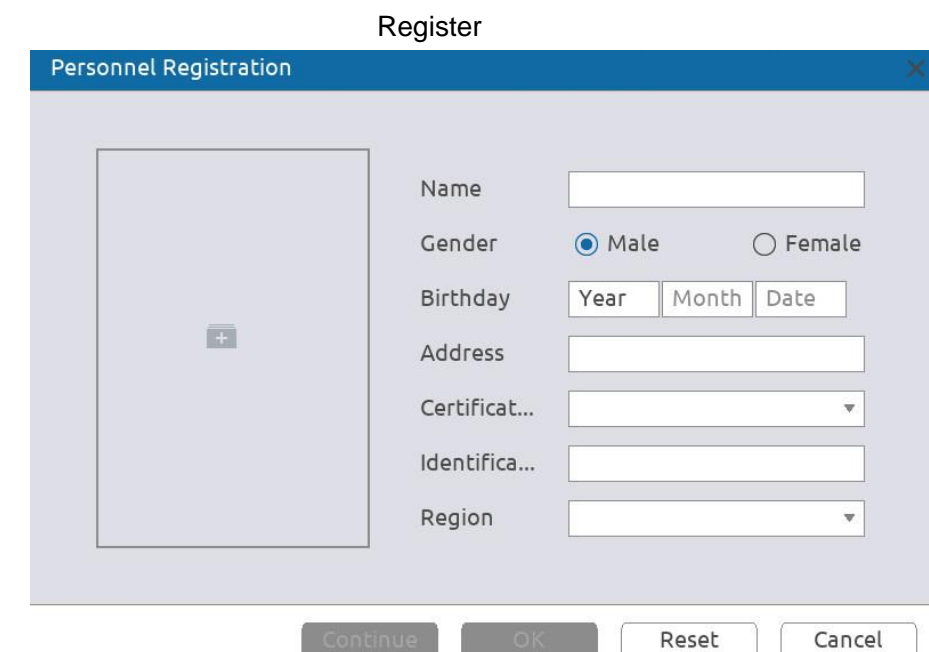 Register
Personnel Registration
Name
Gender Male Female
Birthday Year Month Date
Address
Certificat...
Identifica...
Region
Continue OK Reset Cancel